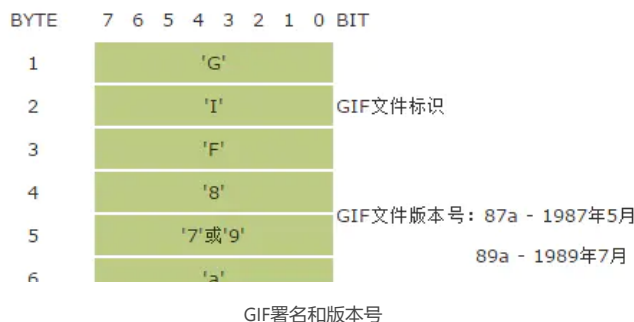 BYTE 7 6 5 4 3 2 1 0 BIT
1 'G'
2 'I' GIF文件标识
3 'F'
4 '8'
GIF文件版本号：87a - 1987年5月
5 '7'或'9'
89a - 1989年7月
6 'a'
GIF署名和版本号